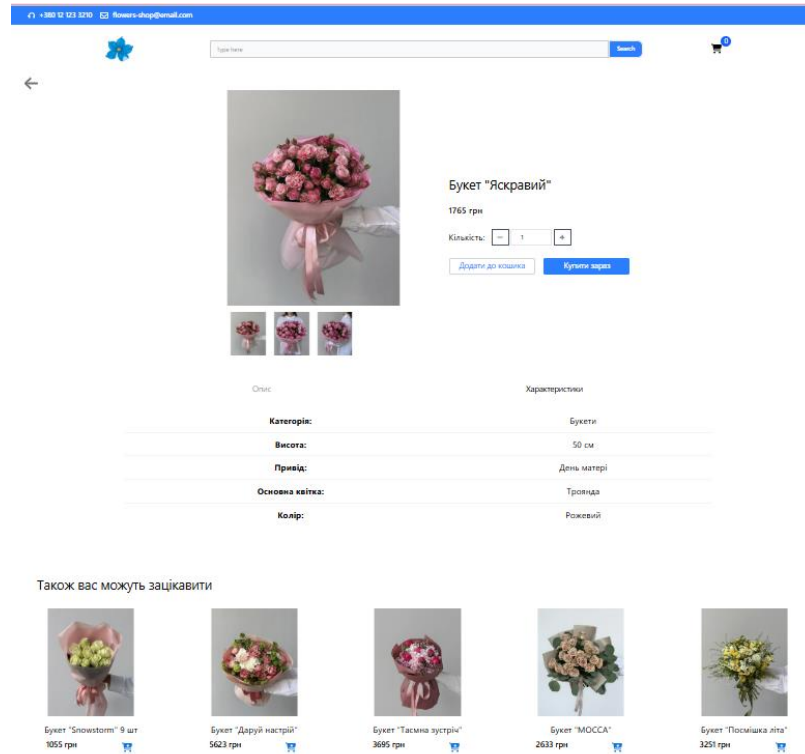 +380 12 123 3210 flowers-shop@email.com
Type here Search 0
Букет "Яскравий"
1765 грн
Кількість: − 1 +
Додати до кошика Купити зараз
Опис Характеристики
Категорія: Букети
Висота: 50 см
Привід: День матері
Основна квітка: Троянда
Колір: Рожевий
Також вас можуть зацікавити
Букет "Snowstorm" 9 шт Букет "Даруй настрій" Букет "Таємна зустріч" Букет "МОССА" Букет "Посмішка літа"
1055 грн 5623 грн 3695 грн 2633 грн 3251 грн